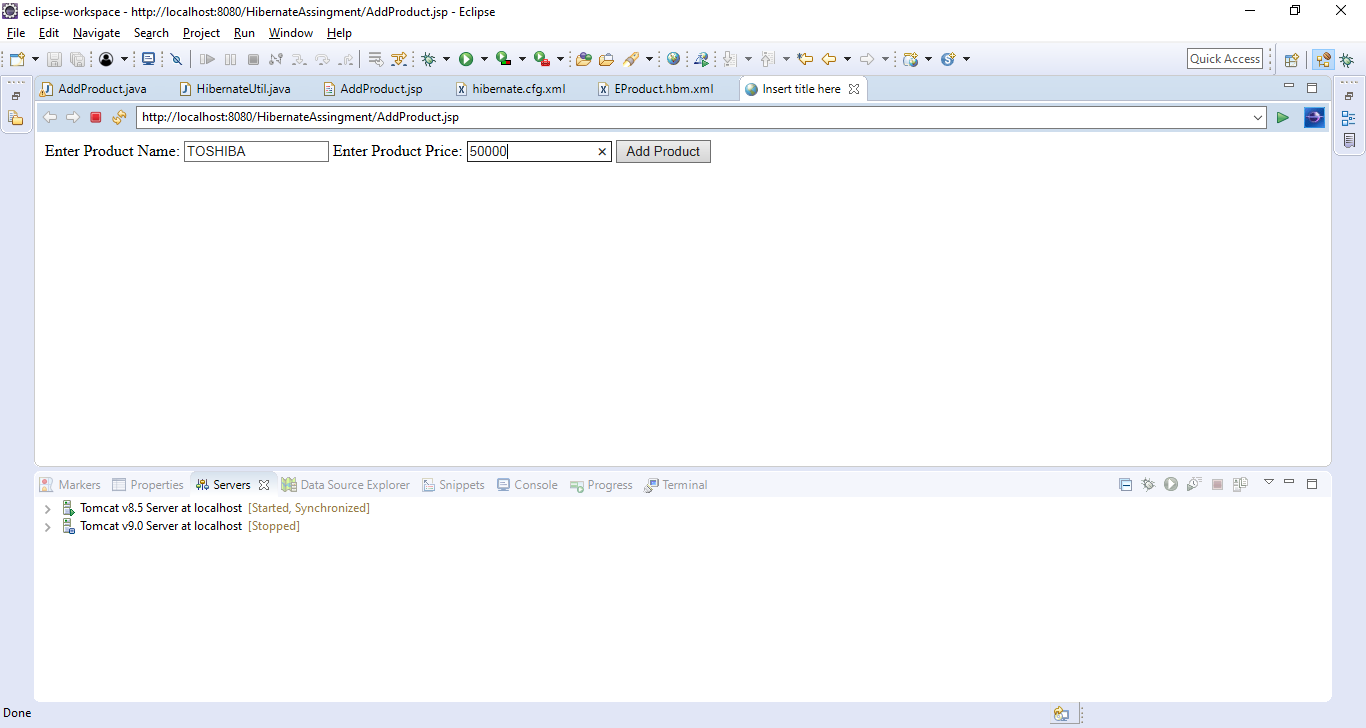 eclipse-workspace - http://localhost:8080/HibernateAssingment/AddProduct.jsp - Eclipse
File Edit Navigate Search Project Run Window Help
Quick Access
AddProduct.java HibernateUtil.java AddProduct.jsp hibernate.cfg.xml EProduct.hbm.xml Insert title here
http://localhost:8080/HibernateAssingment/AddProduct.jsp
Enter Product Name: TOSHIBA Enter Product Price: 50000 Add Product
Markers Properties Servers Data Source Explorer Snippets Console Progress Terminal
Tomcat v8.5 Server at localhost [Started, Synchronized]
Tomcat v9.0 Server at localhost [Stopped]
Done